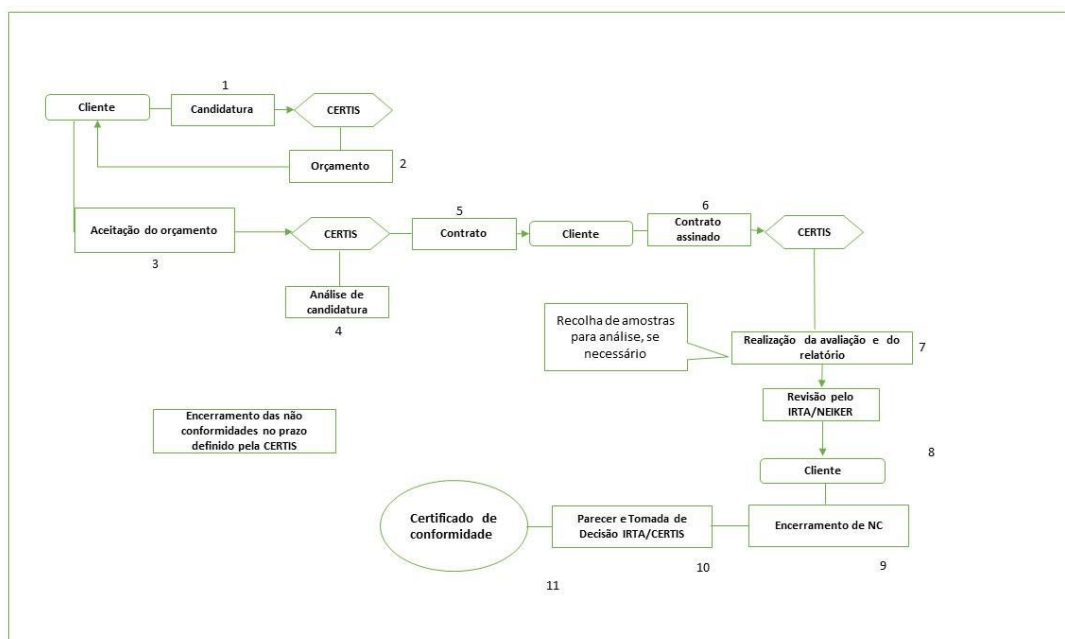 1
Cliente
Candidatura
CERTIS
Orçamento
2
Aceitação do orçamento
3
CERTIS
5
Contrato
Cliente
6
Contrato
assinado
CERTIS
Análise de
candidatura
4
Recolha de amostras
para análise, se
necessário
Realização da avaliação e do
relatório
7
Revisão pelo
IRTA/NEIKER
8
Cliente
Encerramento das não
conformidades no prazo
definido pela CERTIS
Encerramento de NC
9
Parecer e Tomada de
Decisão IRTA/CERTIS
10
Certificado de
conformidade
11